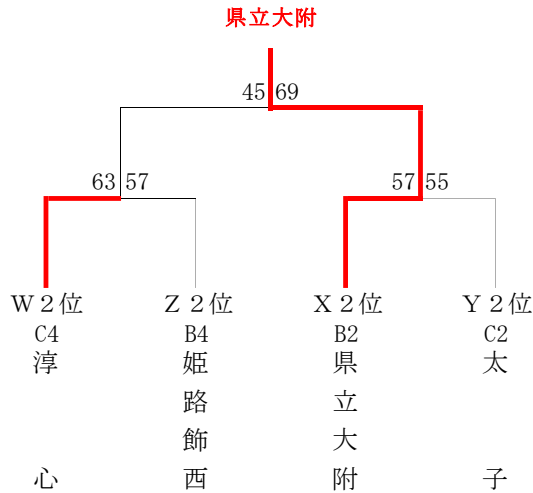 県立大附
45 69
63 57 57 55
W2位 Z2位 X2位 Y2位
C4 B4 B2 C2
淳心 姫路飾西 県立大附 太子